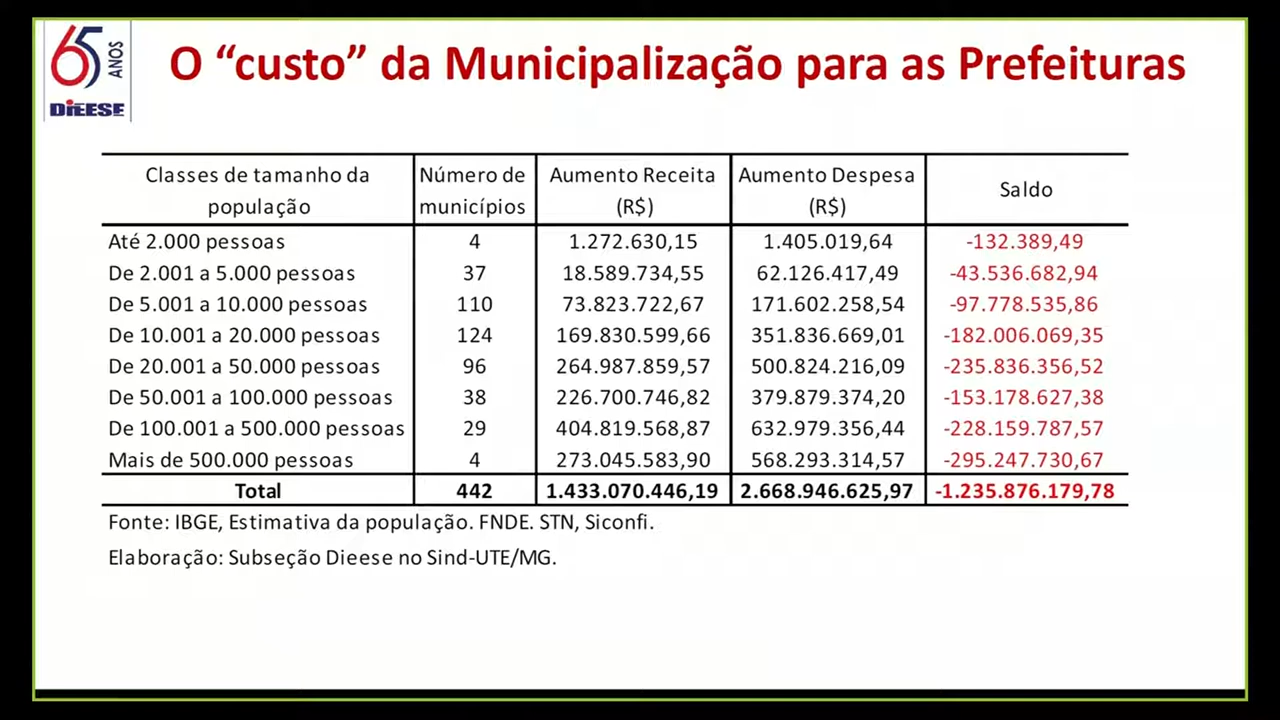 65 ANOS
DIEESE
O “custo” da Municipalização para as Prefeituras
Classes de tamanho da população | Número de municípios | Aumento Receita (R$) | Aumento Despesa (R$) | Saldo
Até 2.000 pessoas | 4 | 1.272.630,15 | 1.405.019,64 | -132.389,49
De 2.001 a 5.000 pessoas | 37 | 18.589.734,55 | 62.126.417,49 | -43.536.682,94
De 5.001 a 10.000 pessoas | 110 | 73.823.722,67 | 171.602.258,54 | -97.778.535,86
De 10.001 a 20.000 pessoas | 124 | 169.830.599,66 | 351.836.669,01 | -182.006.069,35
De 20.001 a 50.000 pessoas | 96 | 264.987.859,57 | 500.824.216,09 | -235.836.356,52
De 50.001 a 100.000 pessoas | 38 | 226.700.746,82 | 379.879.374,20 | -153.178.627,38
De 100.001 a 500.000 pessoas | 29 | 404.819.568,87 | 632.979.356,44 | -228.159.787,57
Mais de 500.000 pessoas | 4 | 273.045.583,90 | 568.293.314,57 | -295.247.730,67
Total | 442 | 1.433.070.446,19 | 2.668.946.625,97 | -1.235.876.179,78
Fonte: IBGE, Estimativa da população. FNDE. STN, Siconfi.
Elaboração: Subseção Dieese no Sind-UTE/MG.